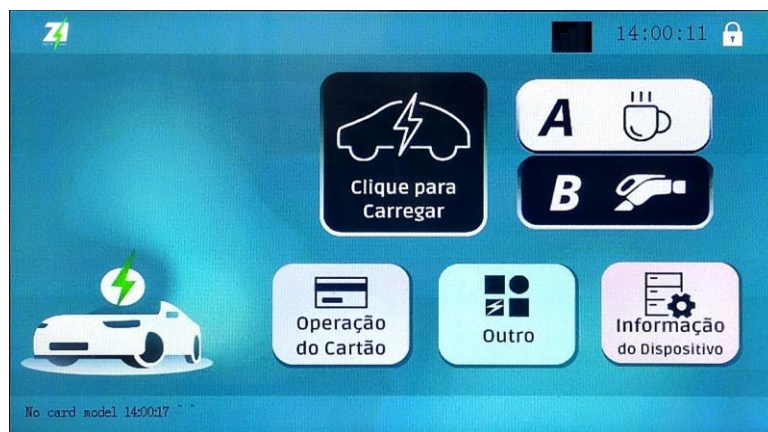 Z1
14:00:11
Clique para
Carregar
A
B
Operação
do Cartão
Outro
Informação
do Dispositivo
No card model 14:00:17